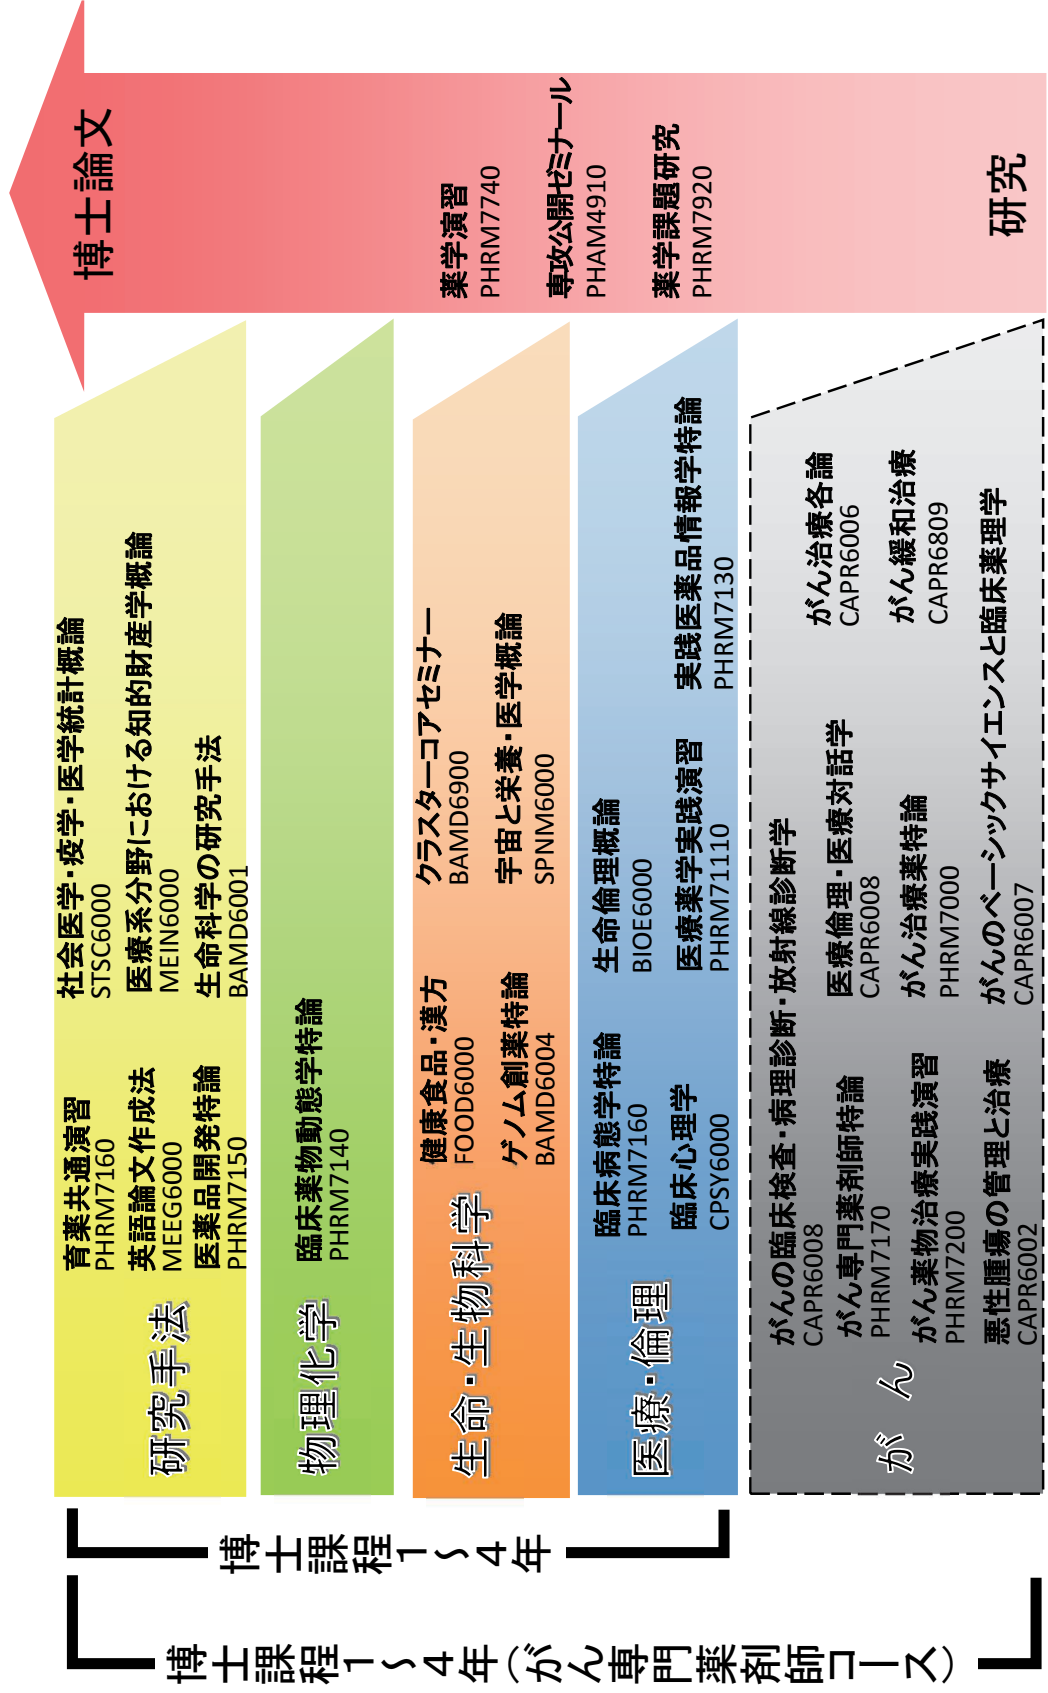 博士論文
薬学演習
PHRM7740
専攻公開ゼミナール
PHAM4910
薬学課題研究
PHRM7920
研究
研究手法
育薬共通演習
PHRM7160
英語論文作成法
MEEG6000
医薬品開発特論
PHRM7150
社会医学・疫学・医学統計概論
STSC6000
医療系分野における知的財産学概論
MEIN6000
生命科学の研究手法
BAMD6001
物理化学
臨床薬物動態学特論
PHRM7140
生命・生物科学
健康食品・漢方
FOOD6000
ゲノム創薬特論
BAMD6004
クラスターコアセミナー
BAMD6900
宇宙と栄養・医学概論
SPNM6000
医療・倫理
臨床病態学特論
PHRM7160
臨床心理学
CPSY6000
生命倫理概論
BIOE6000
医療薬学実践演習
PHRM71110
実践医薬品情報学特論
PHRM7130
がん
がんの臨床検査・病理診断・放射線診断学
CAPR6008
がん専門薬剤師特論
PHRM7170
がん薬物治療実践演習
PHRM7200
悪性腫瘍の管理と治療
CAPR6002
医療倫理・医療対話学
CAPR6008
がん治療薬特論
PHRM7000
がんのベーシックサイエンスと臨床薬理学
CAPR6007
がん治療各論
CAPR6006
がん緩和治療
CAPR6809
博士課程1～4年
博士課程1～4年（がん専門薬剤師コース）